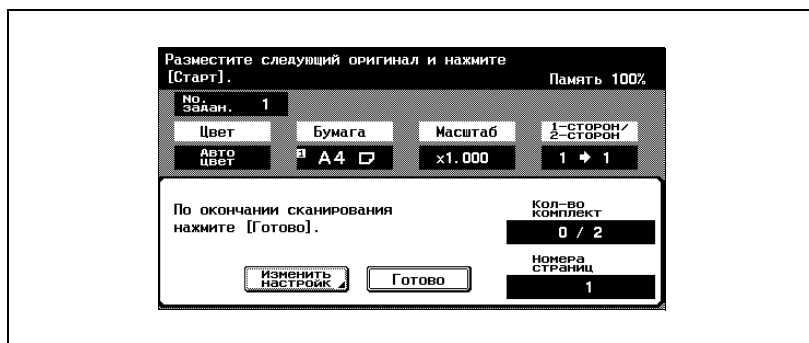 Разместите следующий оригинал и нажмите
[Старт].
Память 100%
No. задан. 1
Цвет
Бумага
Масштаб
1-сторон/
2-сторон
Авто
цвет
1 A4
x1.000
1 → 1
По окончании сканирования
нажмите [Готово].
Кол-во
комплект
0 / 2
Номера
страниц
1
Изменить
настройк
Готово